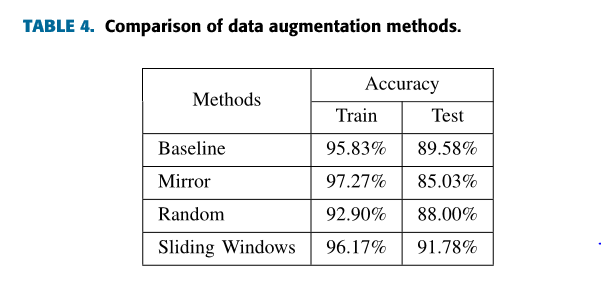 TABLE 4. Comparison of data augmentation methods.
Methods Accuracy
Train Test
Baseline 95.83% 89.58%
Mirror 97.27% 85.03%
Random 92.90% 88.00%
Sliding Windows 96.17% 91.78%